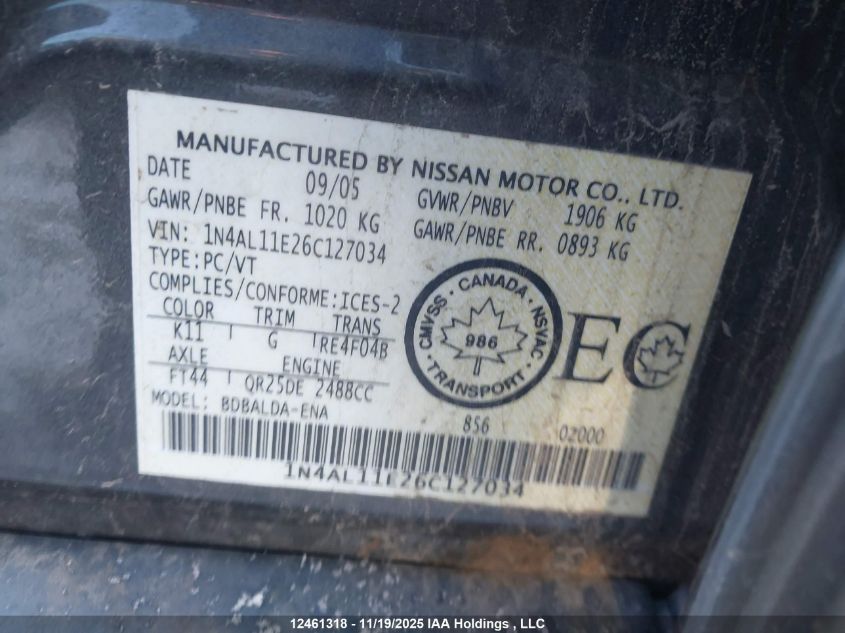 MANUFACTURED BY NISSAN MOTOR CO., LTD.
DATE 09/05 GVWR/PNBV 1906 KG
GAWR/PNBE FR. 1020 KG GAWR/PNBE RR. 0893 KG
VIN: 1N4AL11E26C127034
TYPE:PC/VT
COMPLIES/CONFORME:ICES-2
COLOR TRIM TRANS
K11 G RE4F04B
AXLE ENGINE
FT44 QR25DE 2488CC
MODEL: BDBALDA-ENA
CANADA · NSVAC · TRANSPORT · CMVSS ·
986
EC
856 02000
1N4AL11E26C127034
12461318 - 11/19/2025 IAA Holdings , LLC